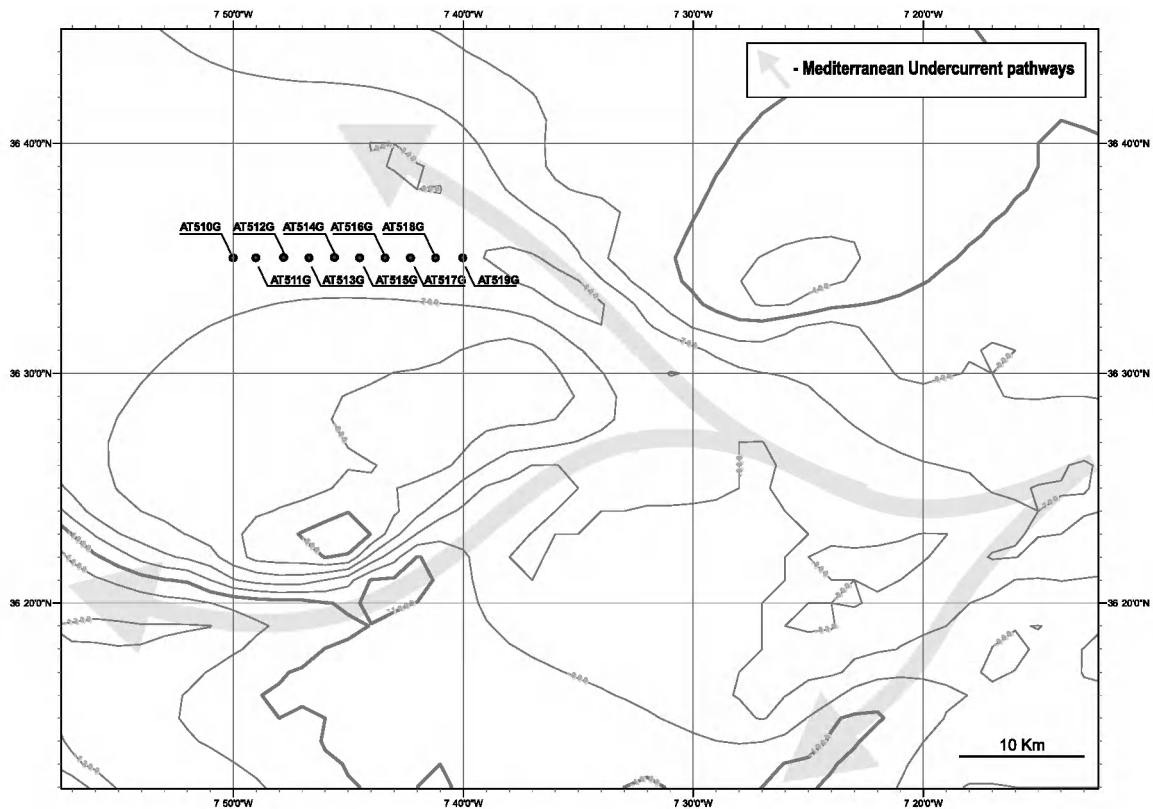 7 50'0"W 7 40'0"W 7 30'0"W 7 20'0"W
- Mediterranean Undercurrent pathways
36 40'0"N 36 40'0"N
AT510G AT512G AT514G AT516G AT518G
AT511G AT513G AT515G AT517G AT519G
36 30'0"N 36 30'0"N
36 20'0"N 36 20'0"N
10 Km
7 50'0"W 7 40'0"W 7 30'0"W 7 20'0"W